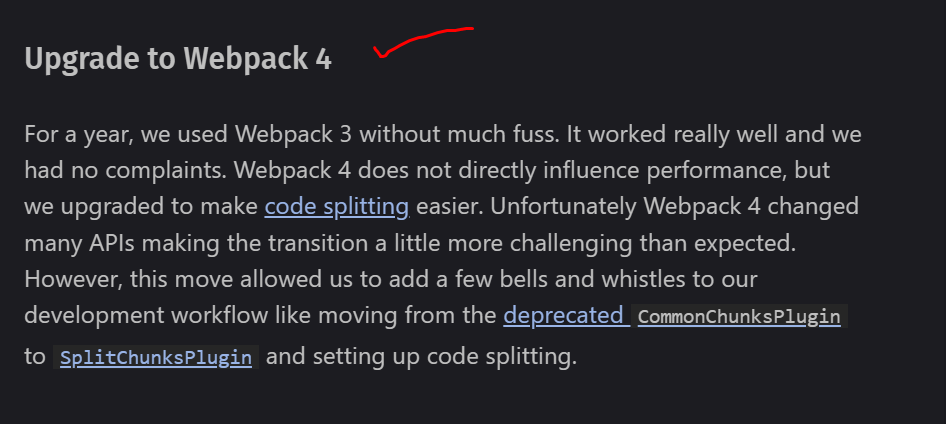 Upgrade to Webpack 4
For a year, we used Webpack 3 without much fuss. It worked really well and we
had no complaints. Webpack 4 does not directly influence performance, but
we upgraded to make code splitting easier. Unfortunately Webpack 4 changed
many APIs making the transition a little more challenging than expected.
However, this move allowed us to add a few bells and whistles to our
development workflow like moving from the deprecated CommonChunksPlugin
to SplitChunksPlugin and setting up code splitting.